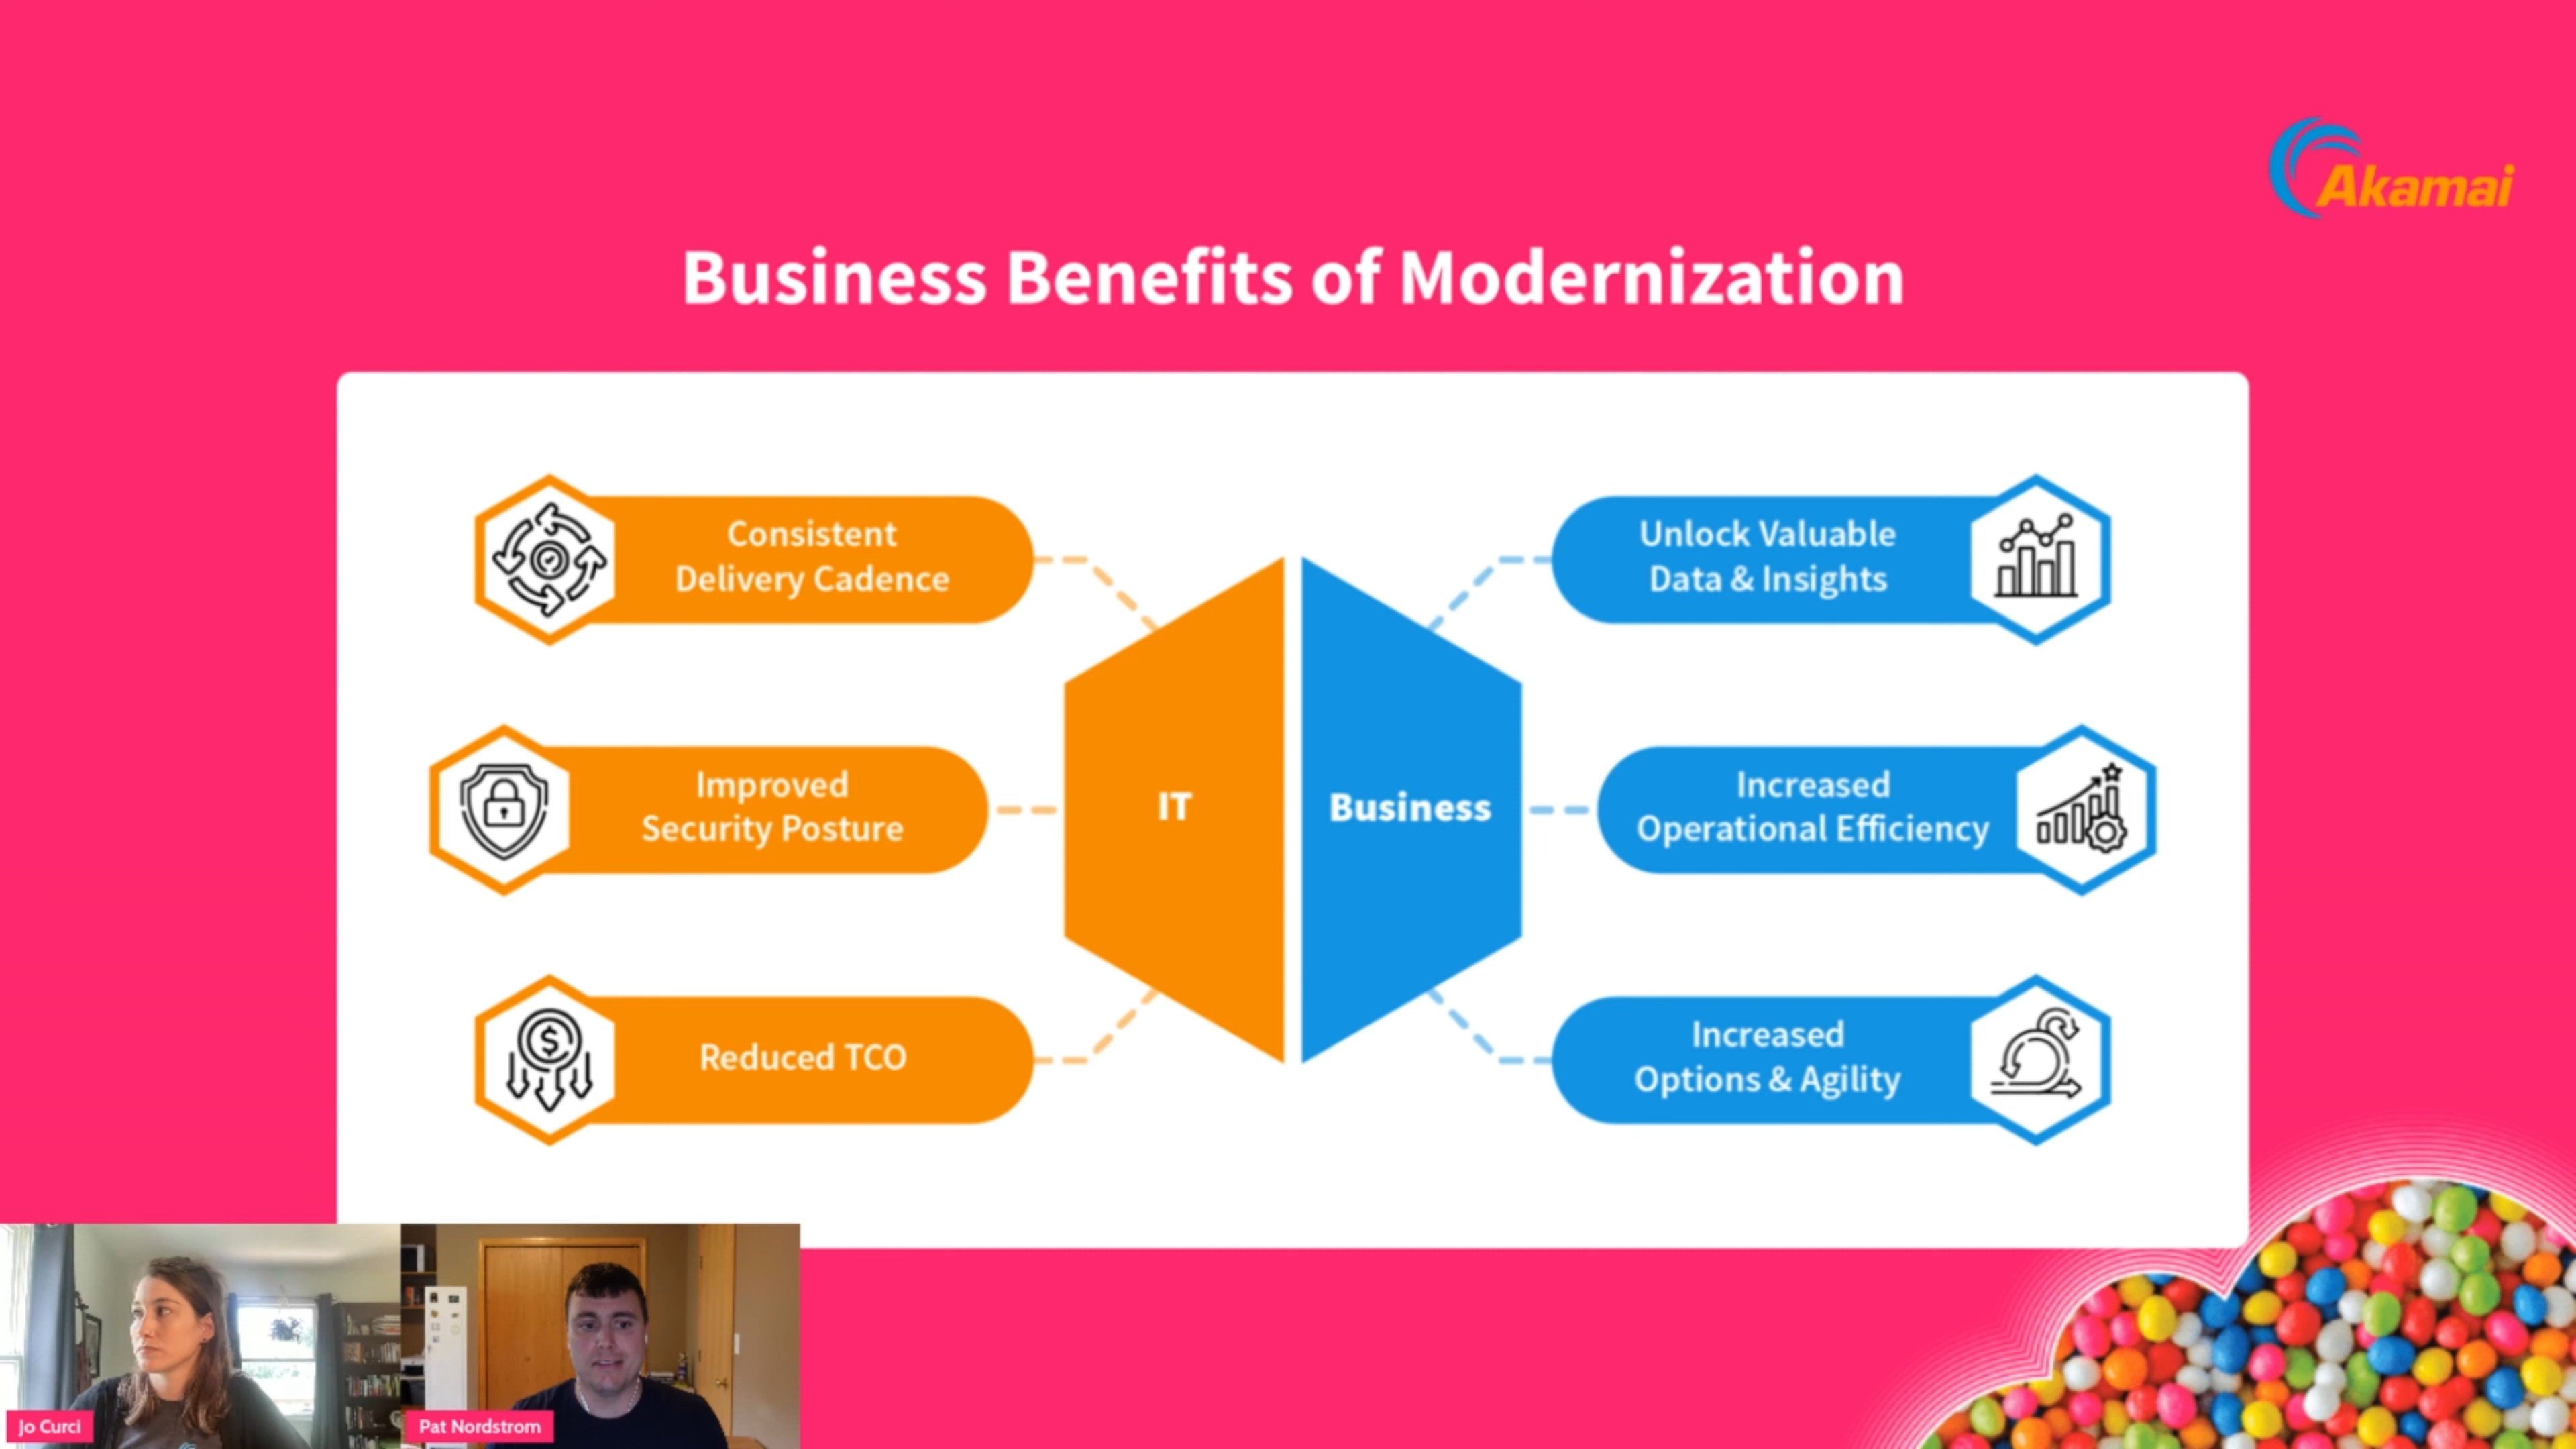 Akamai
Business Benefits of Modernization
Consistent
Delivery Cadence
Improved
Security Posture
Reduced TCO
IT
Business
Unlock Valuable
Data & Insights
Increased
Operational Efficiency
Increased
Options & Agility
Jo Curci
Pat Nordstrom